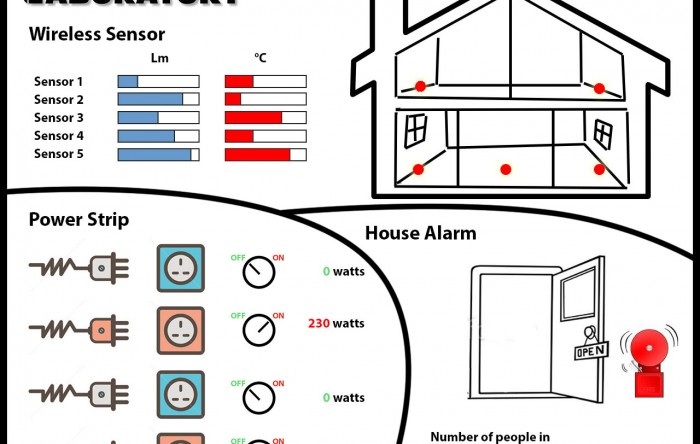 LABORATORY
Wireless Sensor
Lm °C
Sensor 1
Sensor 2
Sensor 3
Sensor 4
Sensor 5
Power Strip
OFF ON 0 watts
OFF ON 230 watts
OFF ON 0 watts
OFF ON
House Alarm
OPEN
Number of people in